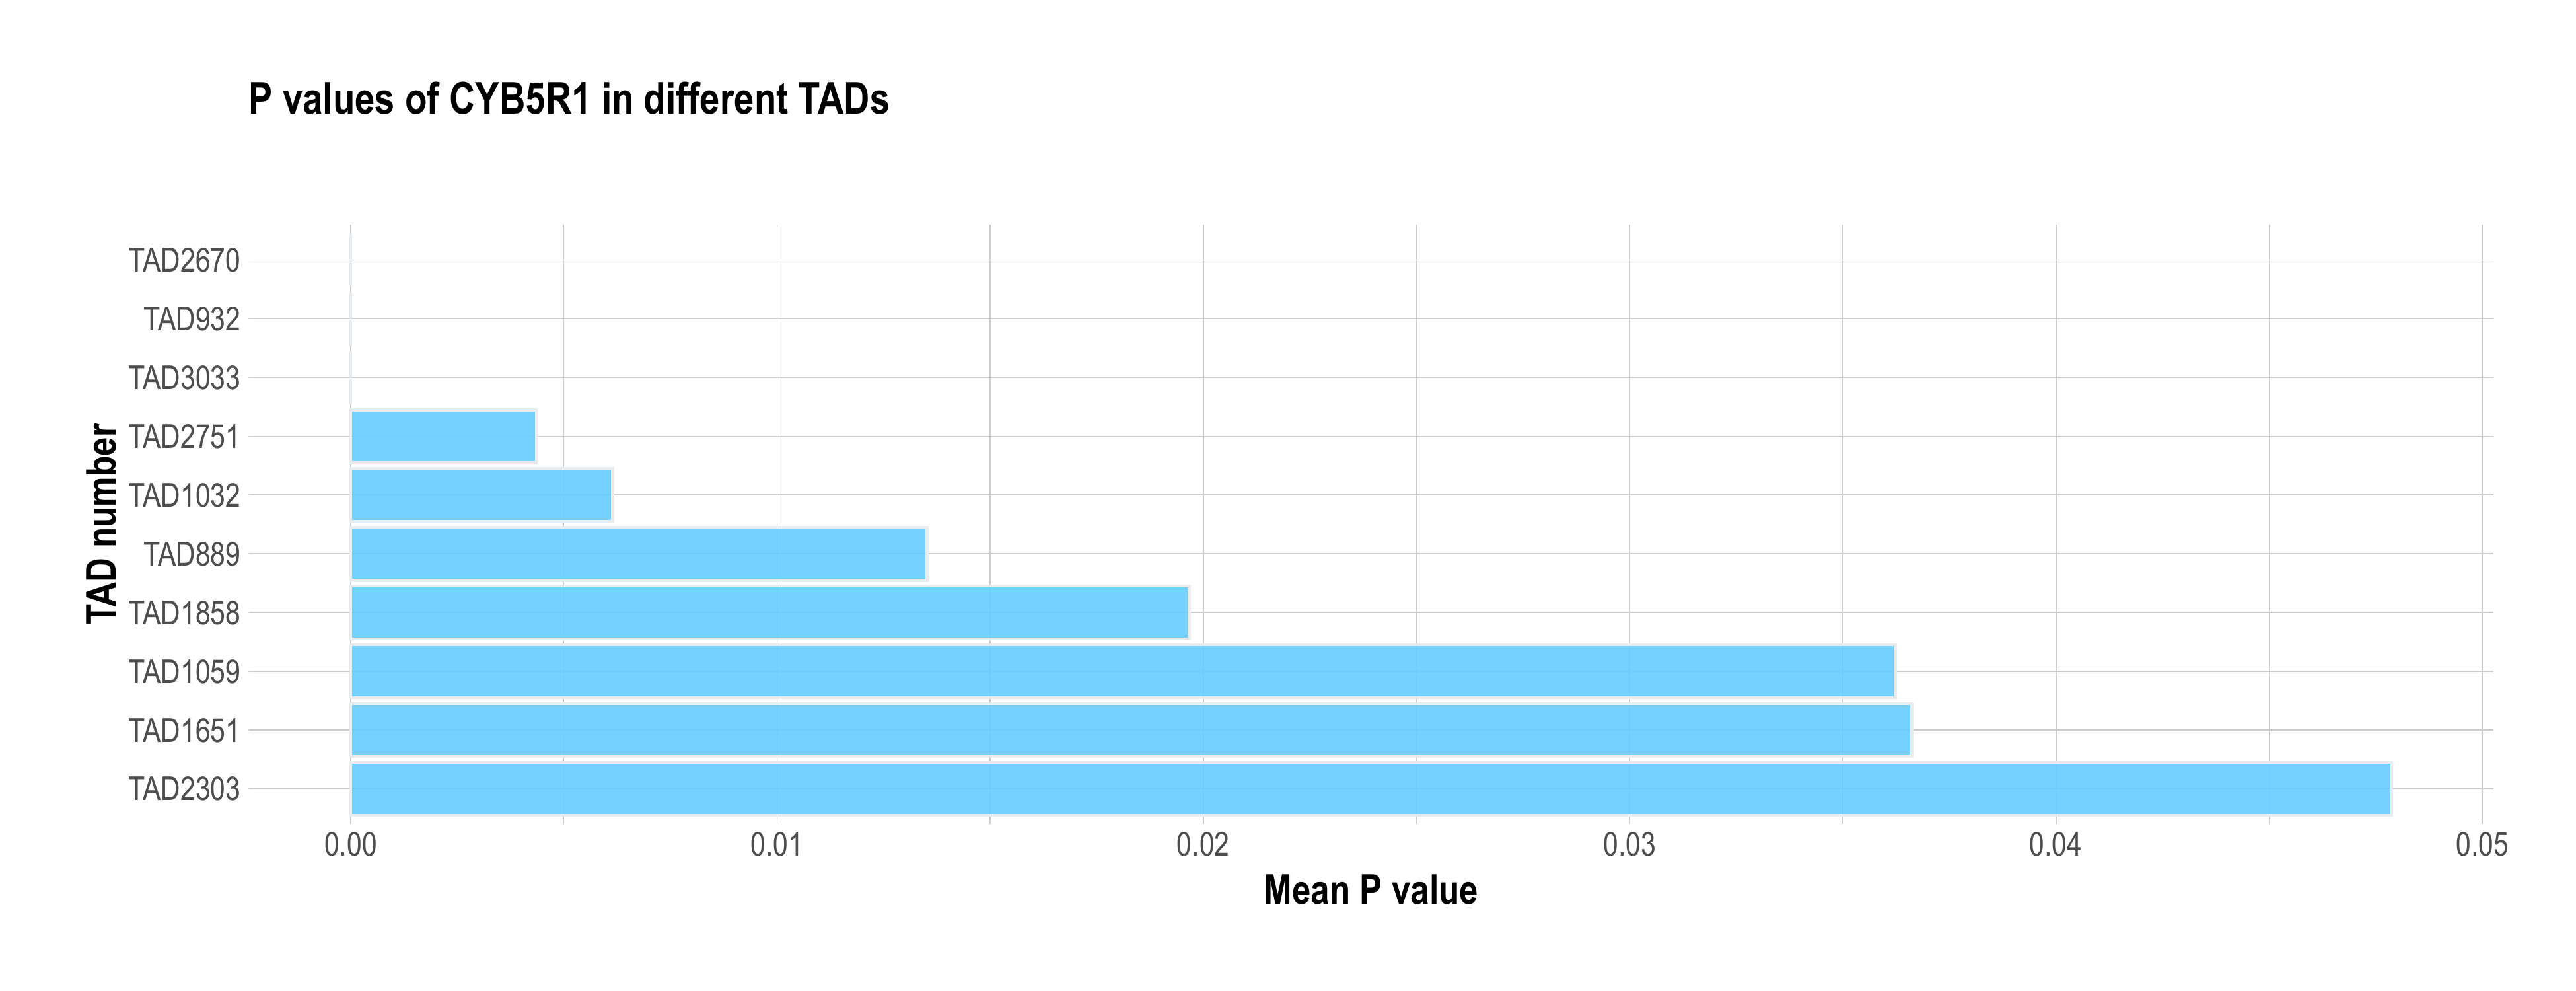 P values of CYB5R1 in different TADs
TAD number
TAD2670
TAD932
TAD3033
TAD2751
TAD1032
TAD889
TAD1858
TAD1059
TAD1651
TAD2303
0.00 0.01 0.02 0.03 0.04 0.05
Mean P value